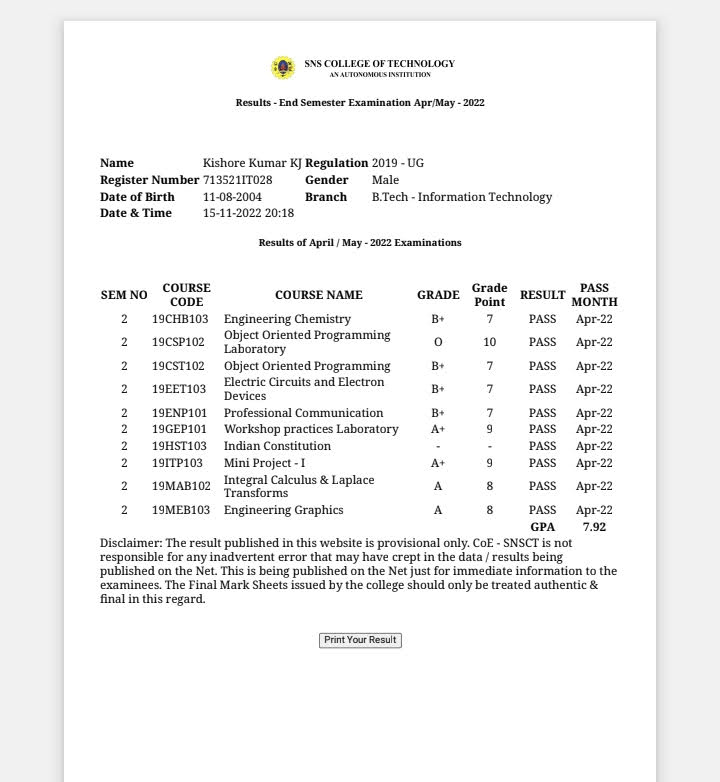 SNS COLLEGE OF TECHNOLOGY
AN AUTONOMOUS INSTITUTION
Results - End Semester Examination Apr/May - 2022
Name Kishore Kumar KJ Regulation 2019 - UG
Register Number 713521IT028 Gender Male
Date of Birth 11-08-2004 Branch B.Tech - Information Technology
Date & Time 15-11-2022 20:18
Results of April / May - 2022 Examinations
SEM NO COURSE CODE COURSE NAME GRADE Grade Point RESULT PASS MONTH
2 19CHB103 Engineering Chemistry B+ 7 PASS Apr-22
2 19CSP102 Object Oriented Programming Laboratory O 10 PASS Apr-22
2 19CST102 Object Oriented Programming B+ 7 PASS Apr-22
2 19EET103 Electric Circuits and Electron Devices B+ 7 PASS Apr-22
2 19ENP101 Professional Communication B+ 7 PASS Apr-22
2 19GEP101 Workshop practices Laboratory A+ 9 PASS Apr-22
2 19HST103 Indian Constitution - - PASS Apr-22
2 19ITP103 Mini Project - I A+ 9 PASS Apr-22
2 19MAB102 Integral Calculus & Laplace Transforms A 8 PASS Apr-22
2 19MEB103 Engineering Graphics A 8 PASS Apr-22
GPA 7.92
Disclaimer: The result published in this website is provisional only. CoE - SNSCT is not
responsible for any inadvertent error that may have crept in the data / results being
published on the Net. This is being published on the Net just for immediate information to the
examinees. The Final Mark Sheets issued by the college should only be treated authentic &
final in this regard.
Print Your Result